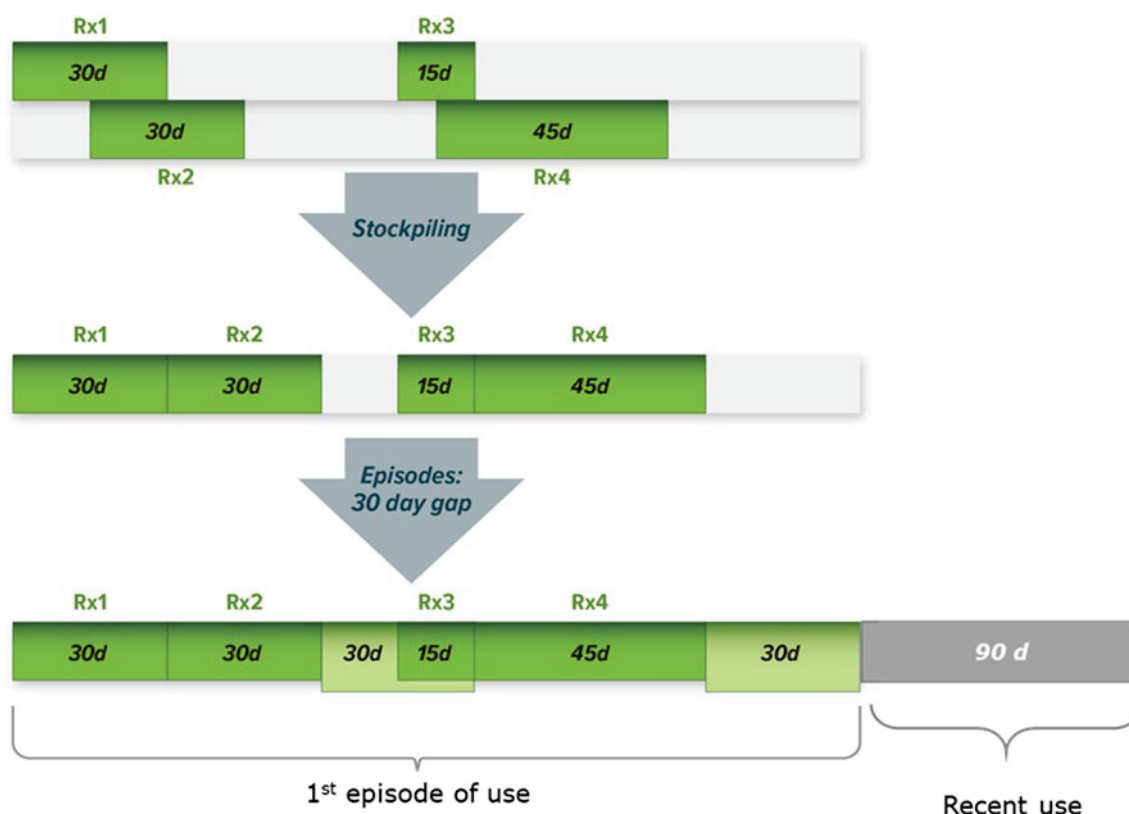 Rx1 Rx3
30d 15d
30d 45d
Rx2 Rx4
Stockpiling
Rx1 Rx2 Rx3 Rx4
30d 30d 15d 45d
Episodes:
30 day gap
Rx1 Rx2 Rx3 Rx4
30d 30d 30d 15d 45d 30d 90 d
1st episode of use
Recent use